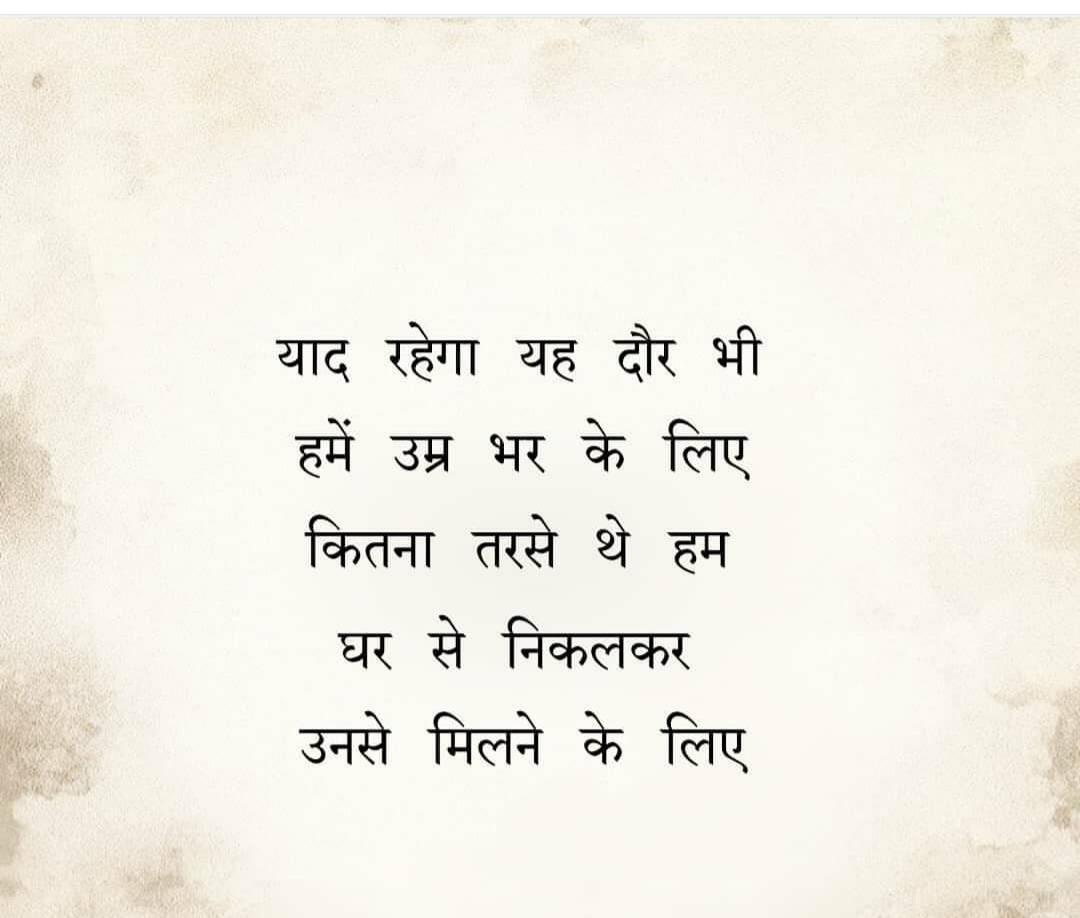 याद रहेगा यह दौर भी
हमें उम्र भर के लिए
कितना तरसे थे हम
घर से निकलकर
उनसे मिलने के लिए